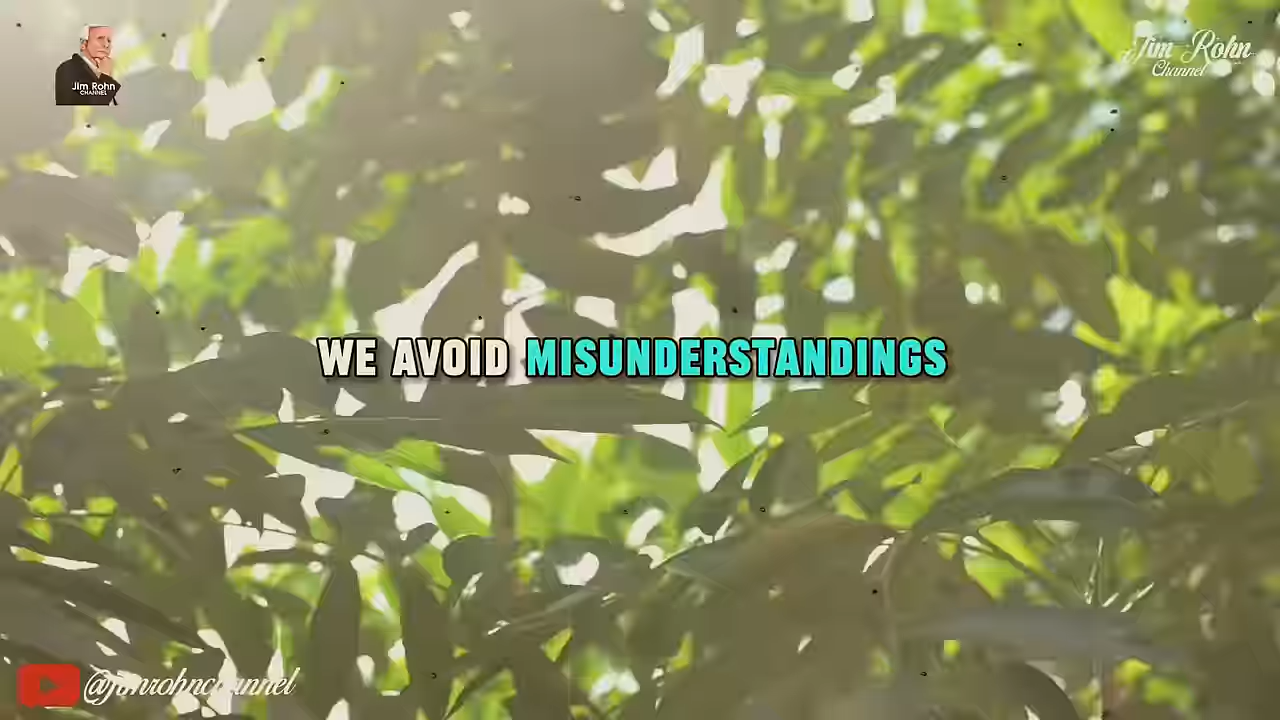 Jim Rohn
CHANNEL
Jim Rohn
Channel
WE AVOID MISUNDERSTANDINGS
@jimrohnchannel